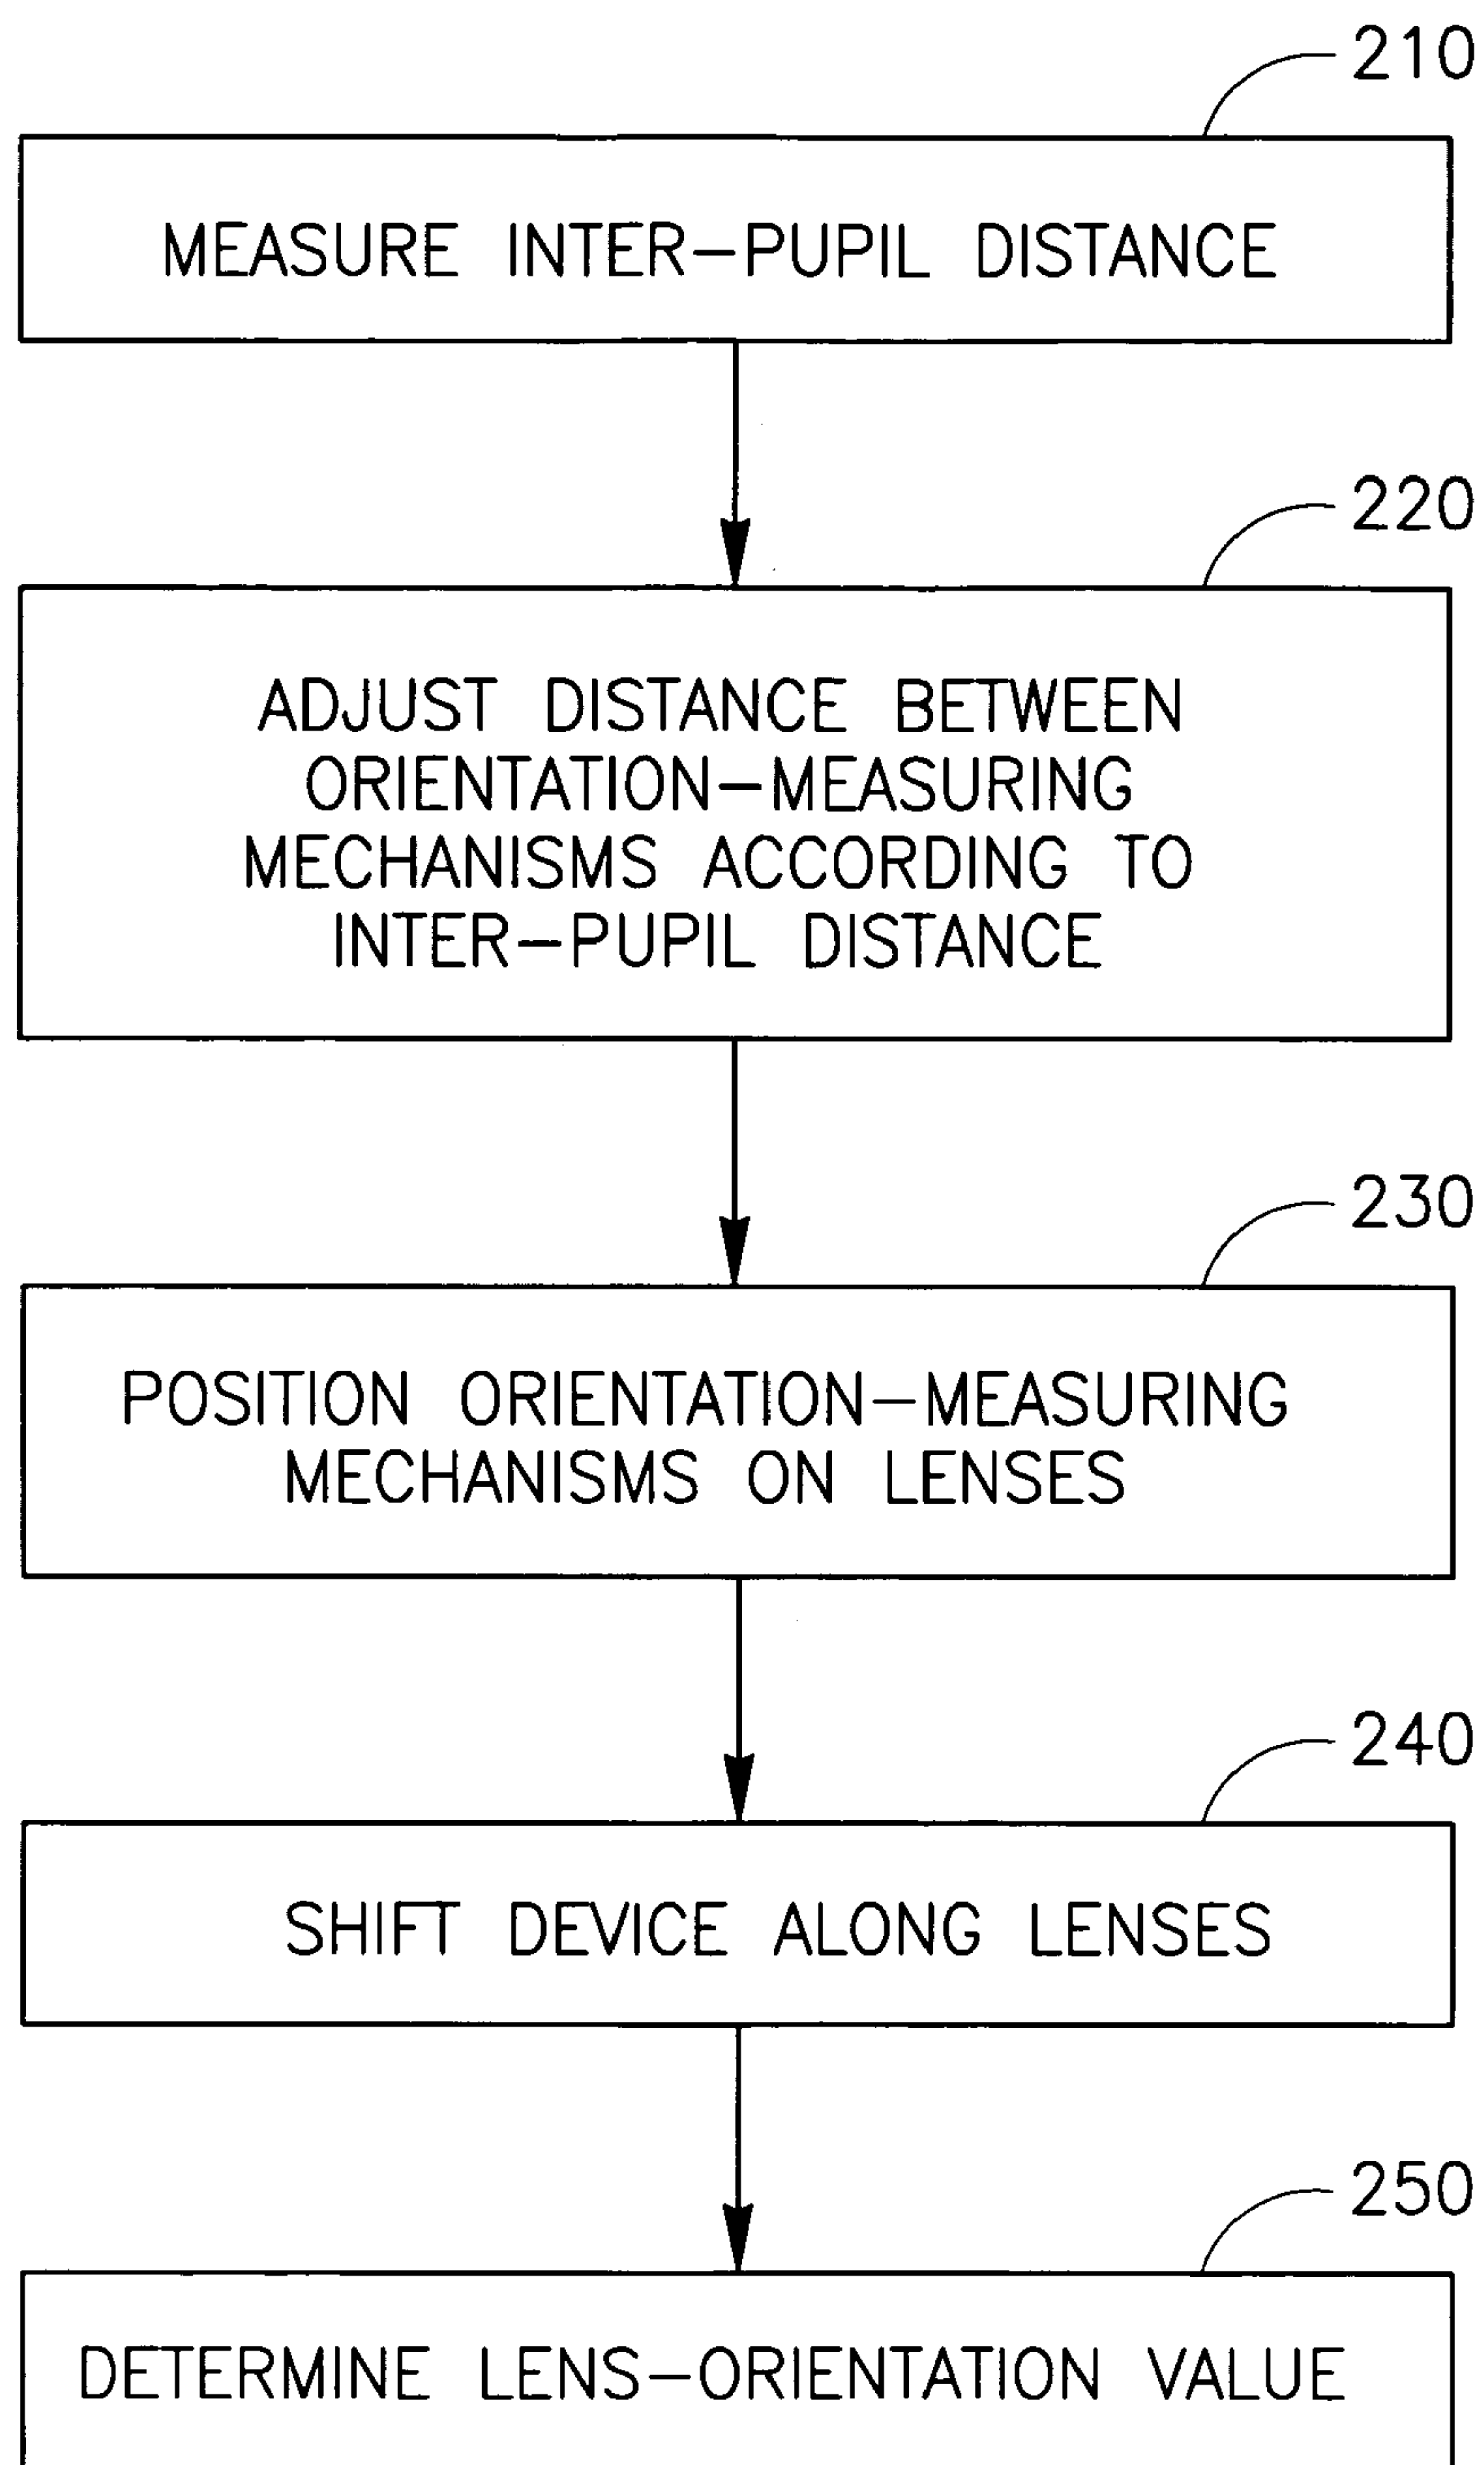 210
MEASURE INTER-PUPIL DISTANCE
220
ADJUST DISTANCE BETWEEN
ORIENTATION-MEASURING
MECHANISMS ACCORDING TO
INTER-PUPIL DISTANCE
230
POSITION ORIENTATION-MEASURING
MECHANISMS ON LENSES
240
SHIFT DEVICE ALONG LENSES
250
DETERMINE LENS-ORIENTATION VALUE